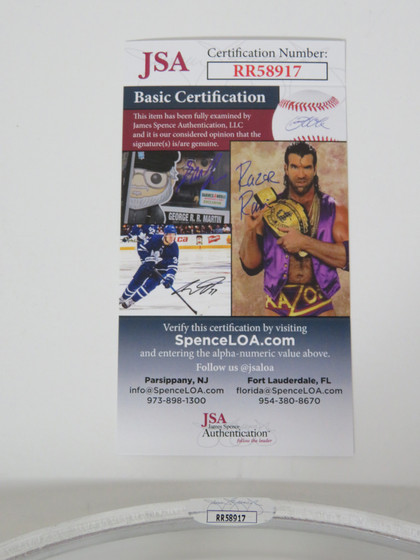 JSA
Certification Number:
RR58917
Basic Certification
This item has been fully examined by
James Spence Authentication, LLC
and it is our considered opinion that the
signature(s) is/are genuine.
GEORGE R. R. MARTIN
Razor
RAZOR
Verify this certification by visiting
SpenceLOA.com
and entering the alpha-numeric value above.
Follow us @jsaloa
Parsippany, NJ
info@SpenceLOA.com
973-898-1300
Fort Lauderdale, FL
florida@SpenceLOA.com
954-380-8670
JSA
James Spence
Authentication
follow the leader
RR58917